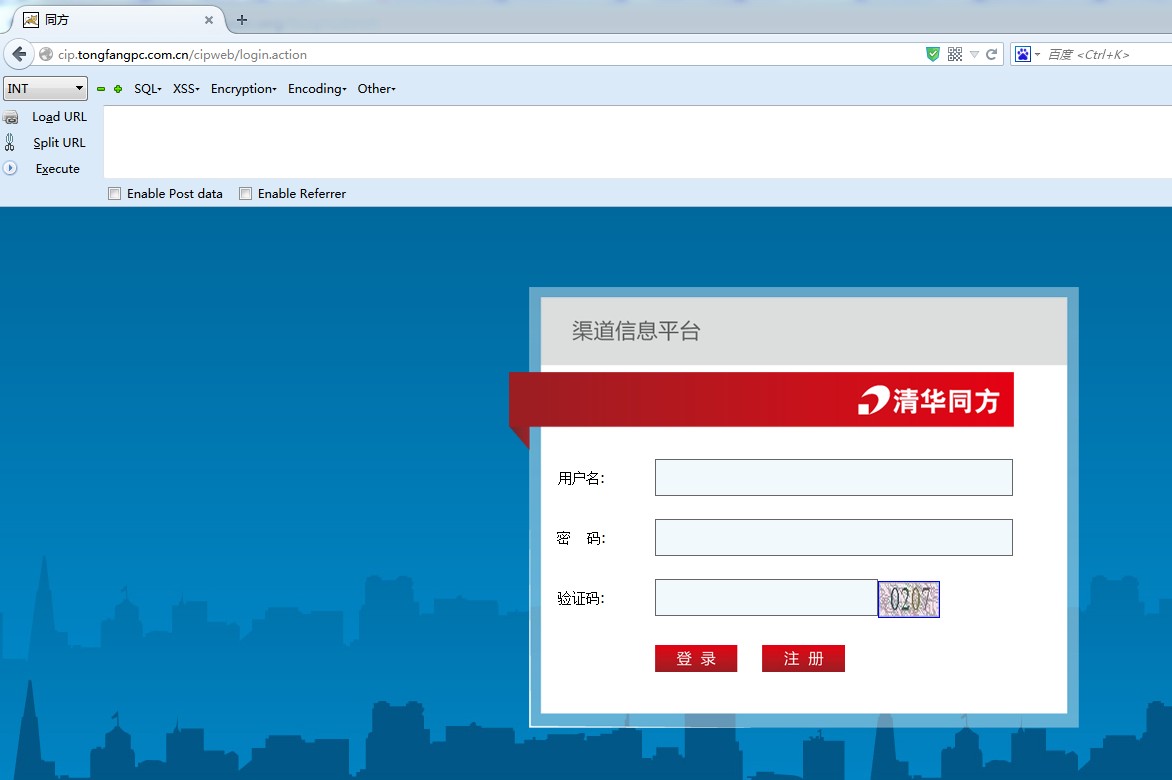 同方
cip.tongfangpc.com.cn/cipweb/login.action
百度 <Ctrl+K>
INT
SQL
XSS
Encryption
Encoding
Other
Load URL
Split URL
Execute
Enable Post data
Enable Referrer
渠道信息平台
清华同方
用户名:
密 码:
验证码:
0207
登 录
注 册